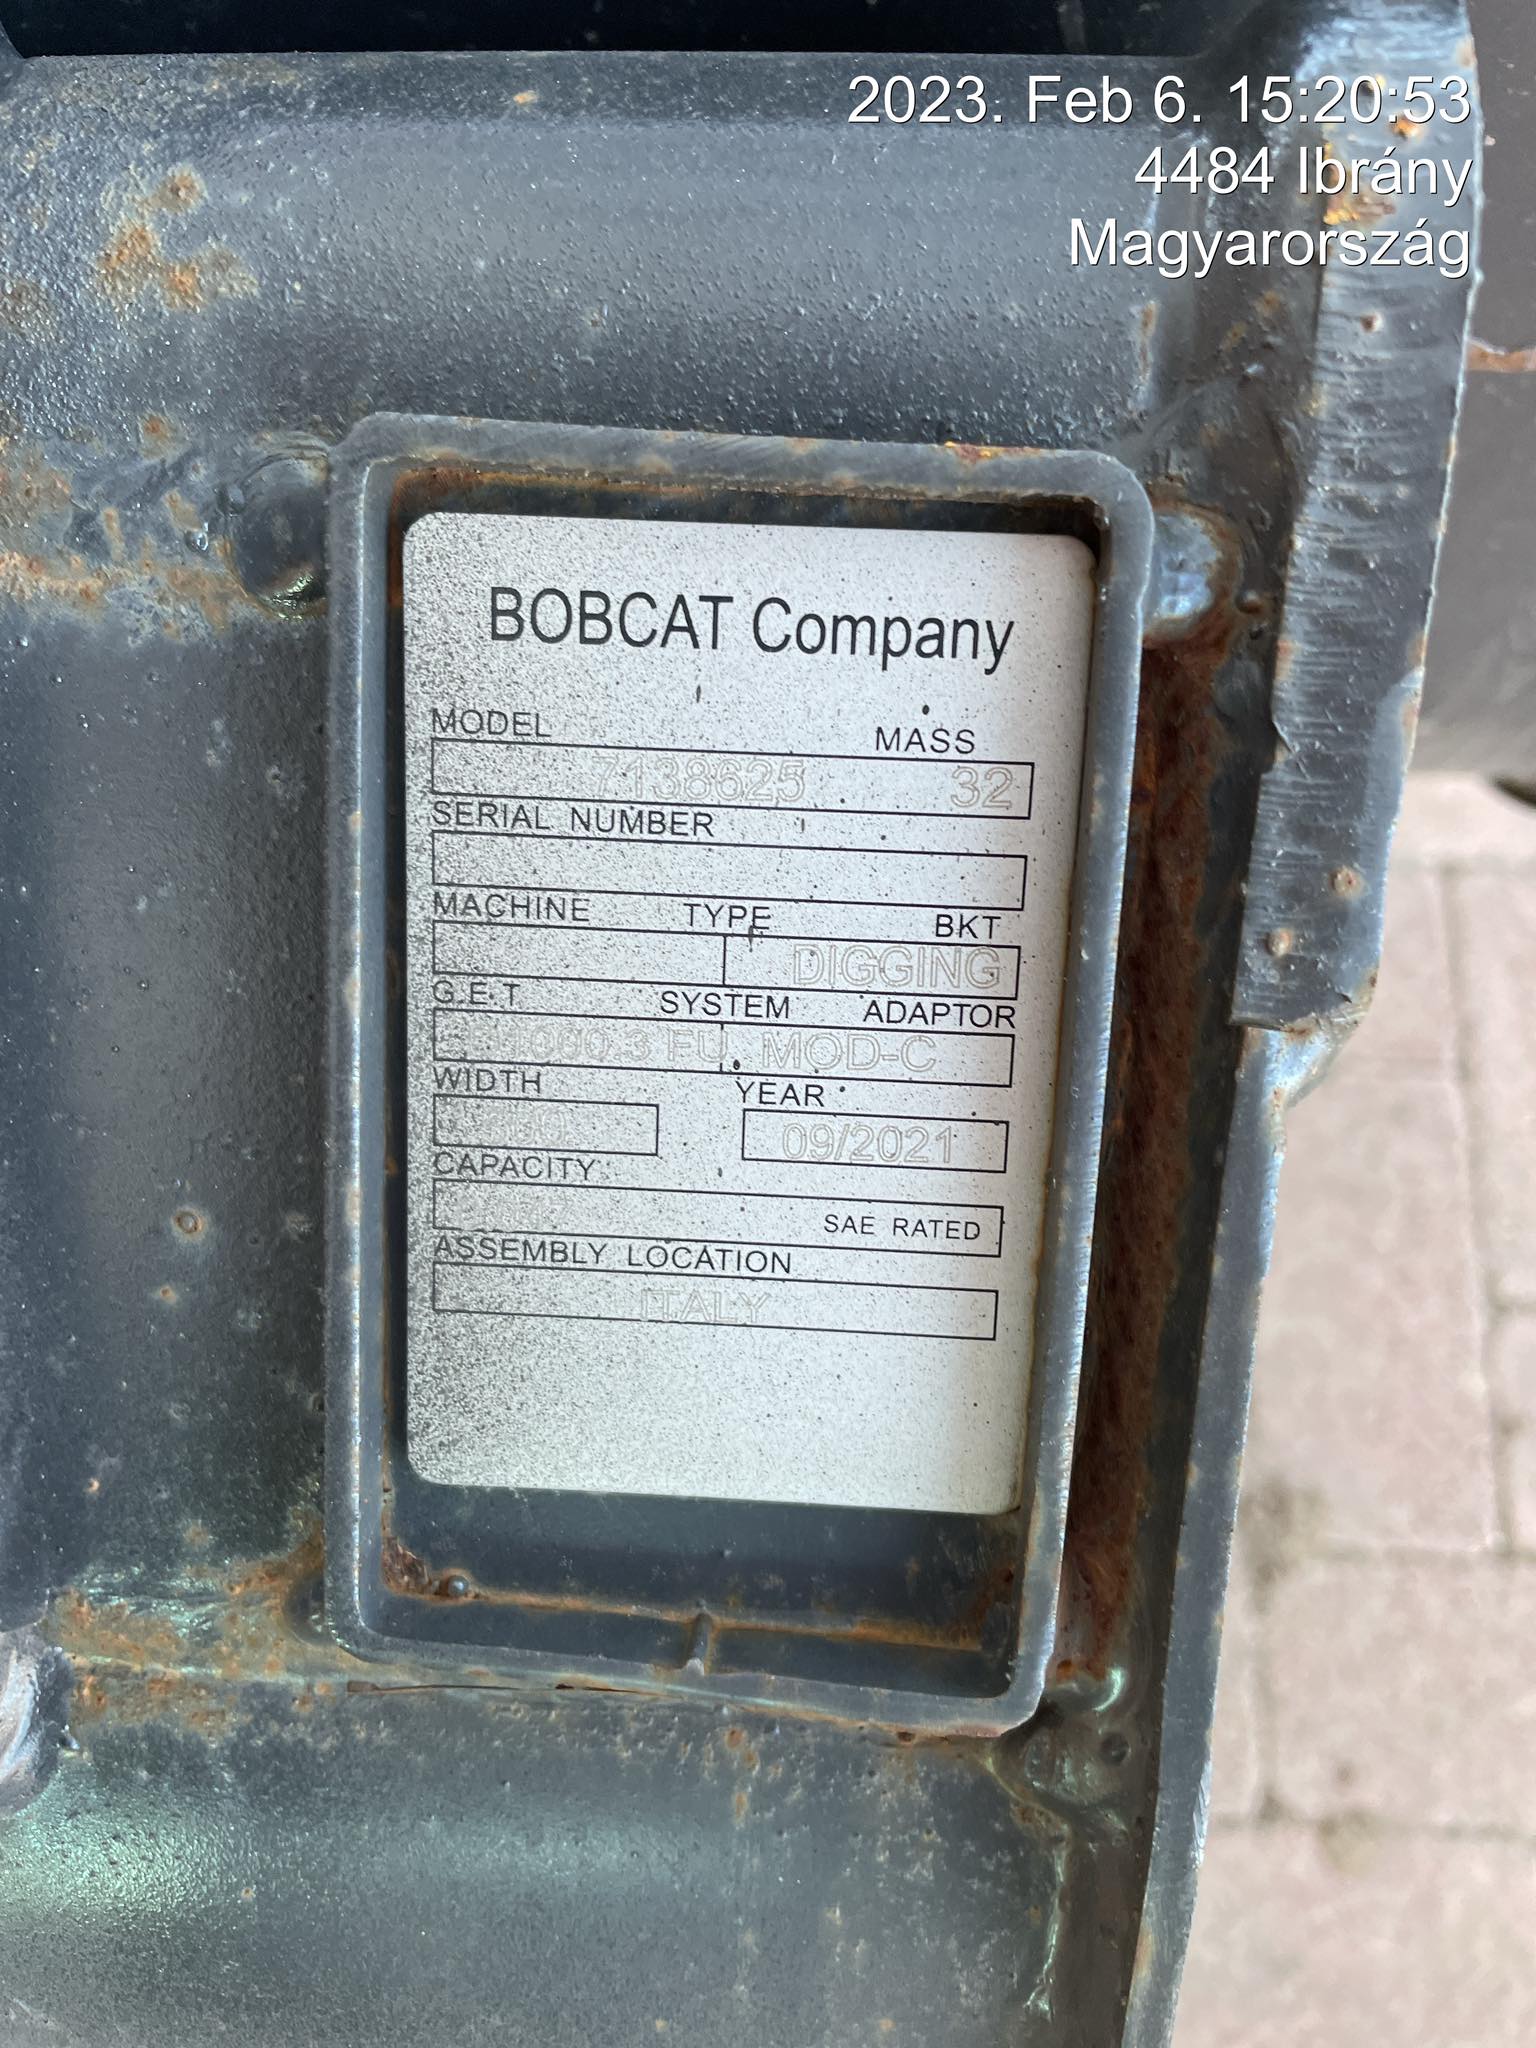 2023. Feb 6. 15:20:53
4484 Ibrány
Magyarország
BOBCAT Company
MODEL MASS
7138625 32
SERIAL NUMBER
MACHINE TYPE BKT
DIGGING
G.E.T SYSTEM ADAPTOR
FU MOD-C
WIDTH YEAR
09/2021
CAPACITY
SAE RATED
ASSEMBLY LOCATION
ITALY